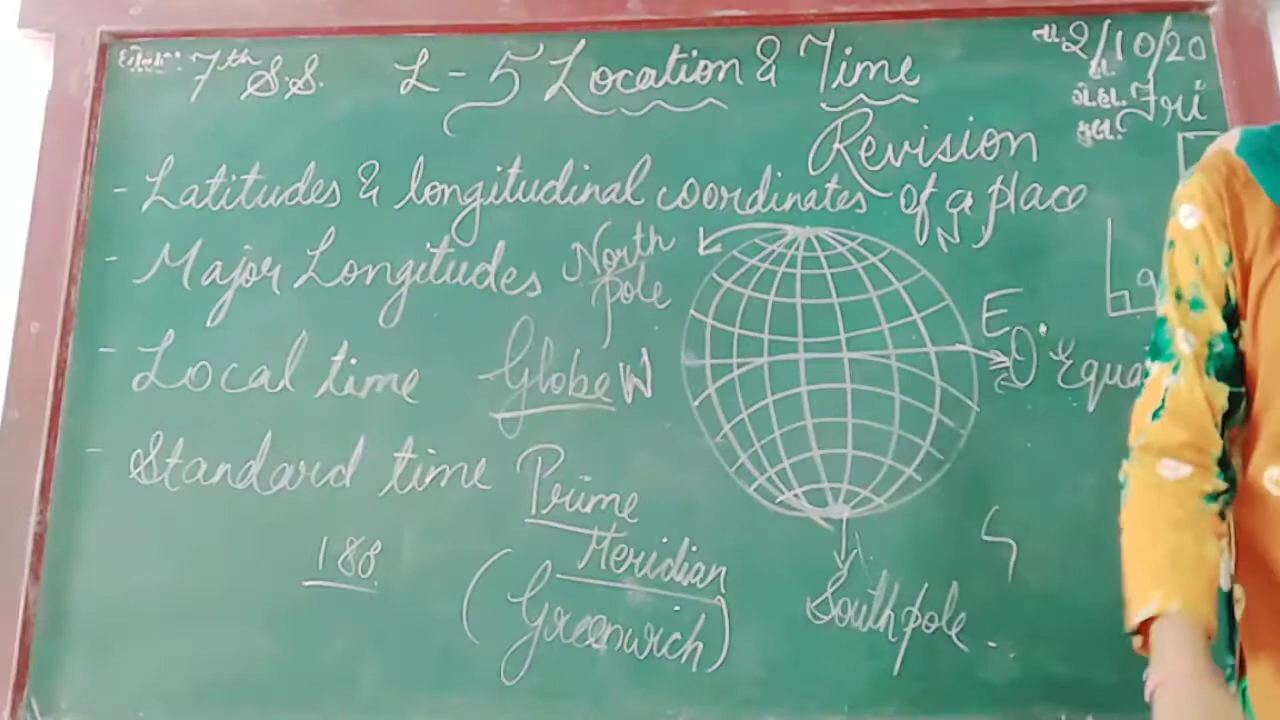 7th S.S.
L - 5 Location & Time
તા. 2/10/20
Fri
Revision
- Latitudes & longitudinal coordinates of a place
- Major Longitudes
North pole
N
- Local time
- Globe
W
E
0° Equa
- Standard time
Prime Meridian
(Greenwich)
180°
South pole
S